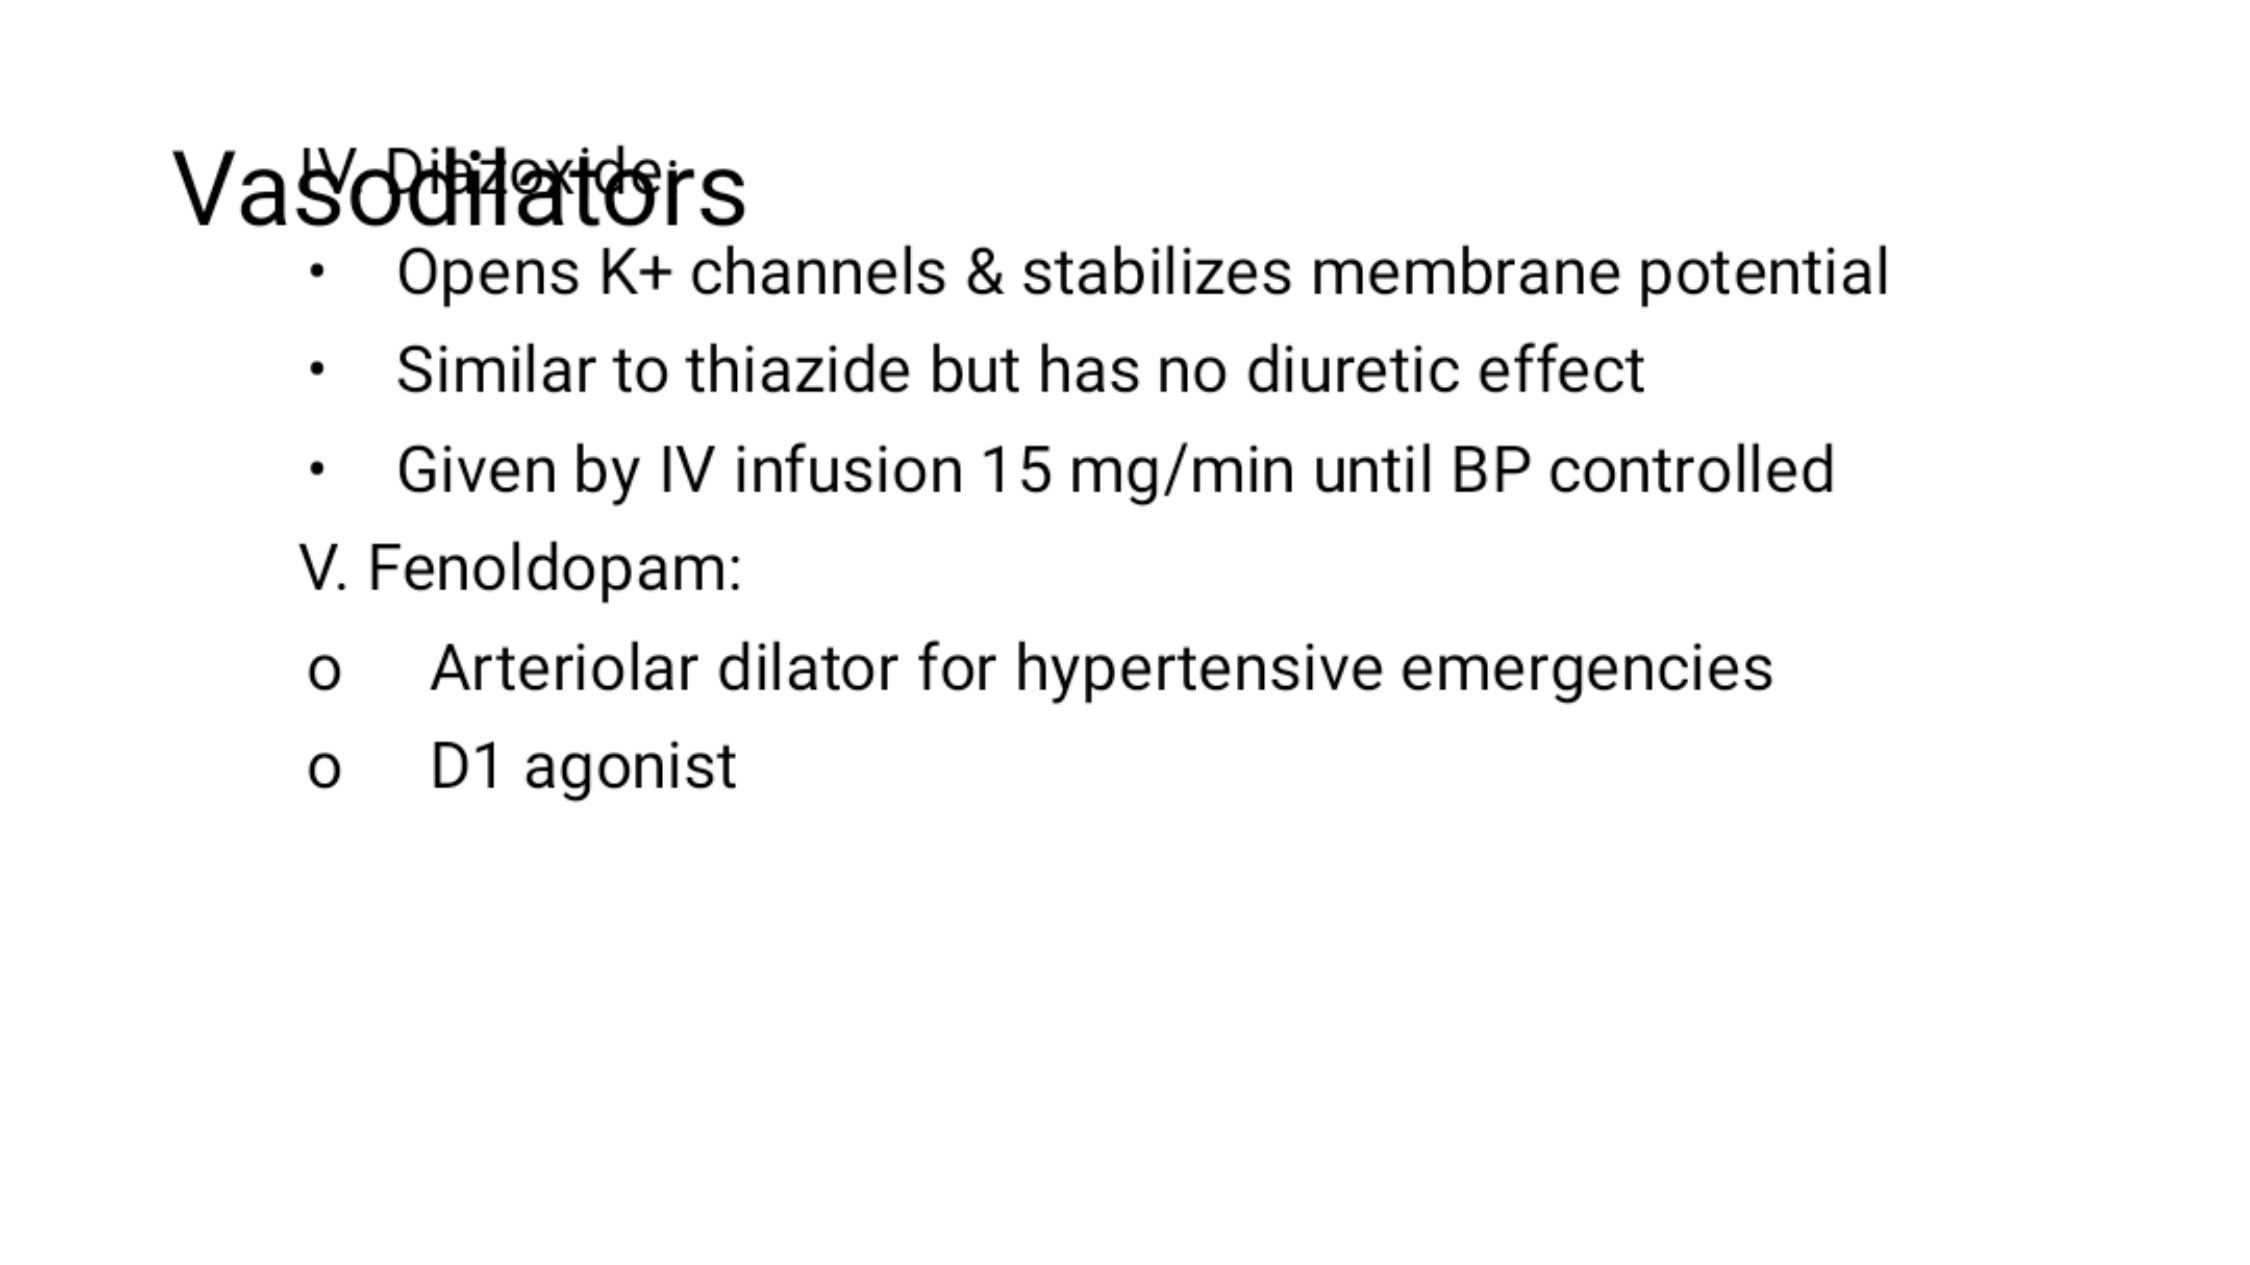 Vasodilators
IV. Diazoxide:
• Opens K+ channels & stabilizes membrane potential
• Similar to thiazide but has no diuretic effect
• Given by IV infusion 15 mg/min until BP controlled
V. Fenoldopam:
o Arteriolar dilator for hypertensive emergencies
o D1 agonist